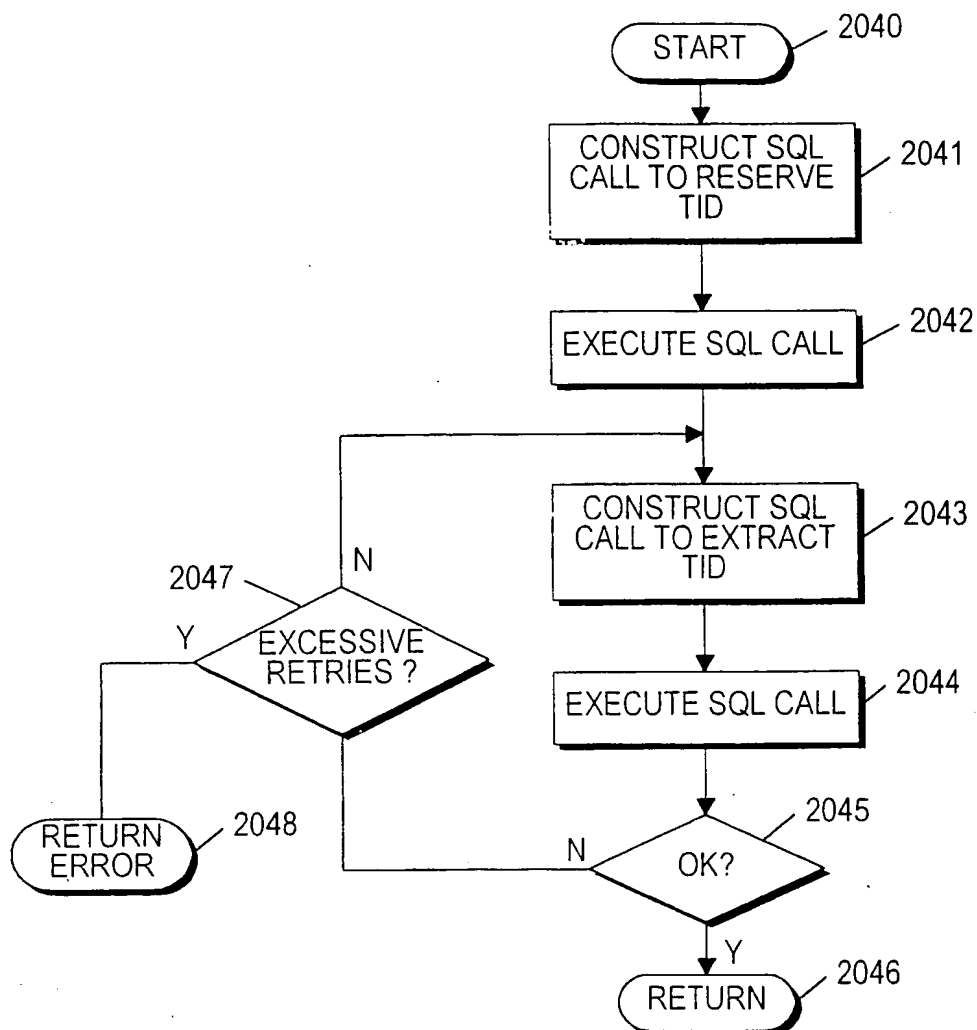 START
2040
CONSTRUCT SQL
CALL TO RESERVE
TID
2041
EXECUTE SQL CALL
2042
CONSTRUCT SQL
CALL TO EXTRACT
TID
2043
N
2047
Y
EXCESSIVE
RETRIES ?
EXECUTE SQL CALL
2044
RETURN
ERROR
2048
N
OK?
2045
Y
RETURN
2046